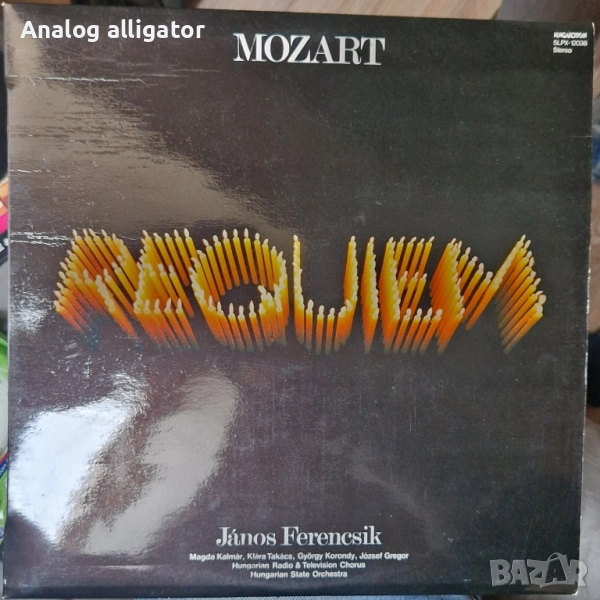 Analog alligator
MOZART
HUNGAROTON
SLPX-12038
Stereo
REQUIEM
János Ferencsik
Magda Kalmár, Klára Takács, György Korondy, József Gregor
Hungarian Radio & Television Chorus
Hungarian State Orchestra
BAZAR